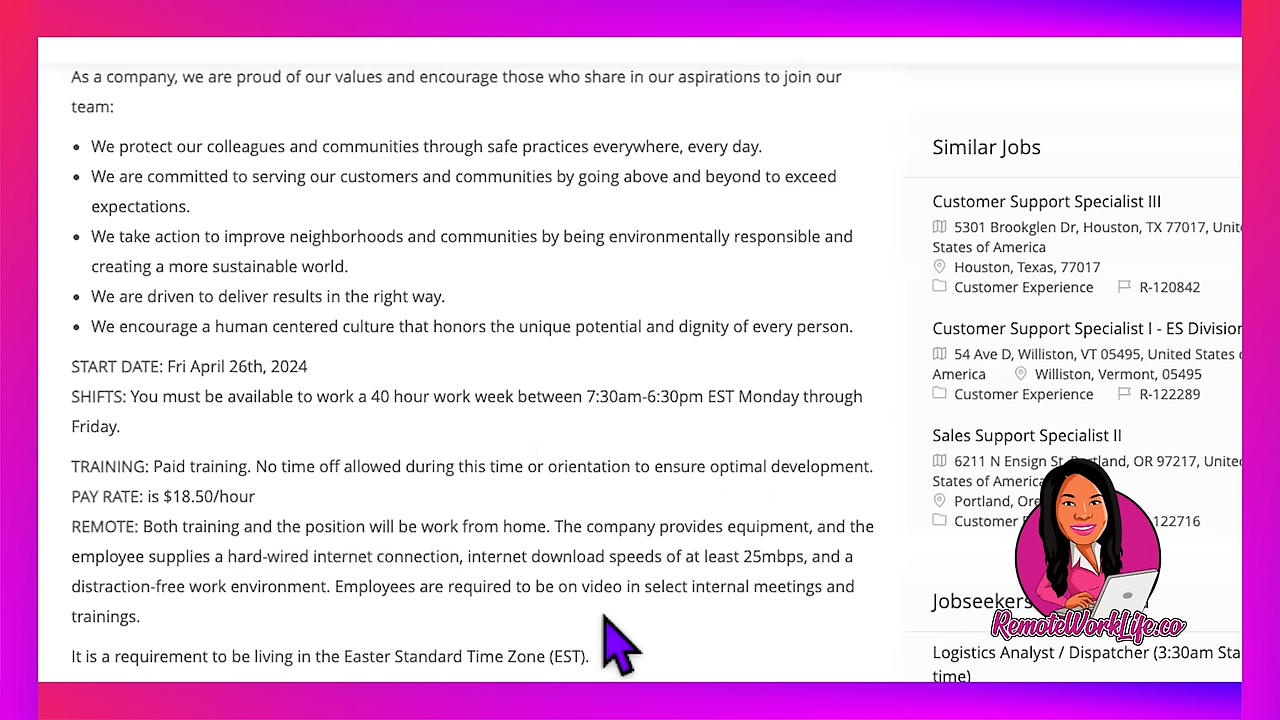 As a company, we are proud of our values and encourage those who share in our aspirations to join our
team:
We protect our colleagues and communities through safe practices everywhere, every day.
We are committed to serving our customers and communities by going above and beyond to exceed
expectations.
We take action to improve neighborhoods and communities by being environmentally responsible and
creating a more sustainable world.
We are driven to deliver results in the right way.
We encourage a human centered culture that honors the unique potential and dignity of every person.
START DATE: Fri April 26th, 2024
SHIFTS: You must be available to work a 40 hour work week between 7:30am-6:30pm EST Monday through
Friday.
TRAINING: Paid training. No time off allowed during this time or orientation to ensure optimal development.
PAY RATE: is $18.50/hour
REMOTE: Both training and the position will be work from home. The company provides equipment, and the
employee supplies a hard-wired internet connection, internet download speeds of at least 25mbps, and a
distraction-free work environment. Employees are required to be on video in select internal meetings and
trainings.
It is a requirement to be living in the Easter Standard Time Zone (EST).
Similar Jobs
Customer Support Specialist III
5301 Brookglen Dr, Houston, TX 77017,
States of America
Houston, Texas, 77017
Customer Experience R-120842
Customer Support Specialist I - ES Division
54 Ave D, Williston, VT 05495, United States
America Williston, Vermont, 05495
Customer Experience R-122289
Sales Support Specialist II
6211 N Ensign St, Portland, OR 97217,
States of America
Customer 122716
Jobseekers
RemoteWorkLife.co
Logistics Analyst / Dispatcher (3:30am
time)